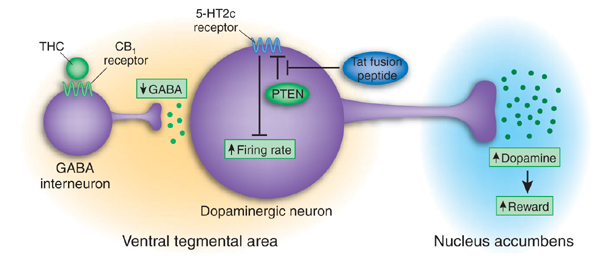 5-HT2c
receptor
THC
CB1
receptor
Tat fusion
peptide
↓GABA
PTEN
↑Firing rate
GABA
interneuron
↑Dopamine
↑Reward
Dopaminergic neuron
Ventral tegmental area
Nucleus accumbens